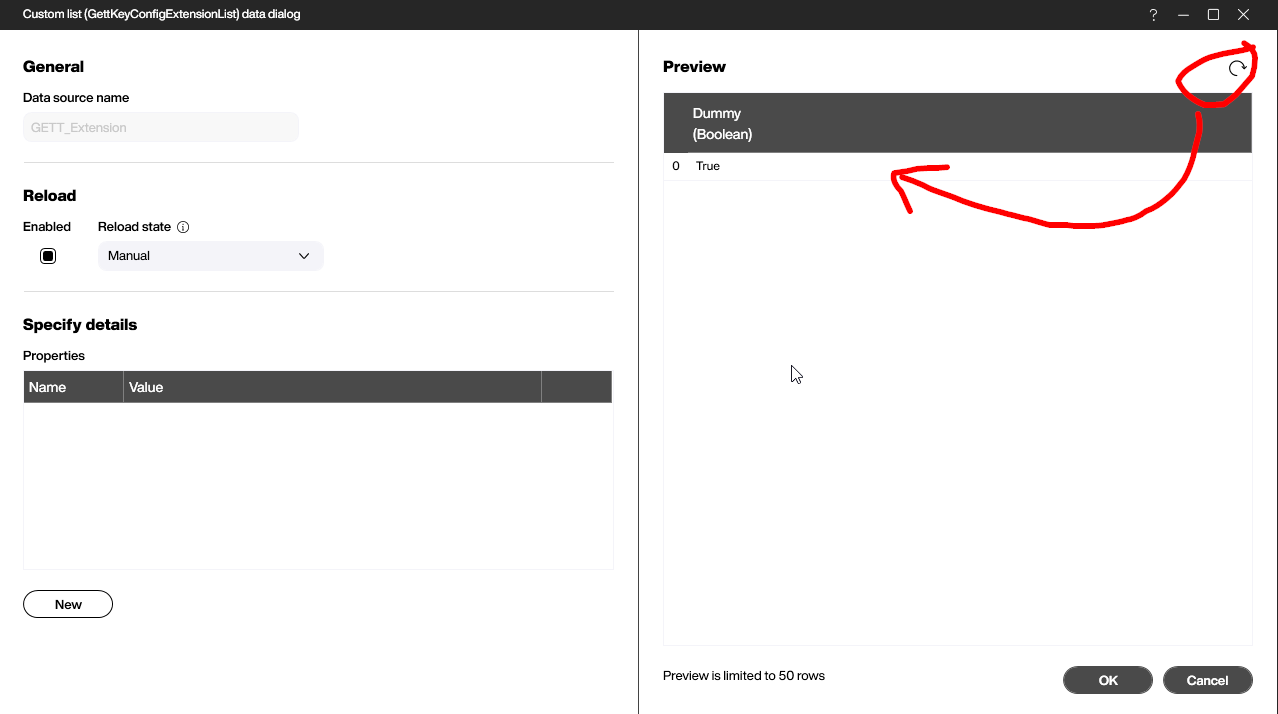 Custom list (GettKeyConfigExtensionList) data dialog
?
General
Data source name
GETT_Extension
Reload
Enabled
Reload state
Manual
Specify details
Properties
Name Value
New
Preview
Dummy
(Boolean)
0 True
Preview is limited to 50 rows
OK Cancel